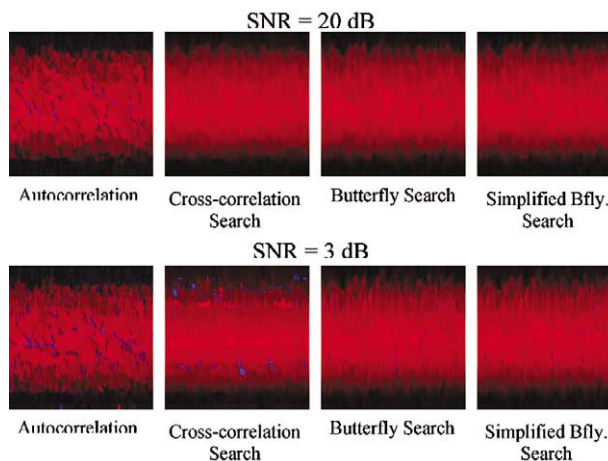 SNR = 20 dB
Autocorrelation
Cross-correlation
Search
Butterfly Search
Simplified Bfly.
Search
SNR = 3 dB
Autocorrelation
Cross-correlation
Search
Butterfly Search
Simplified Bfly.
Search